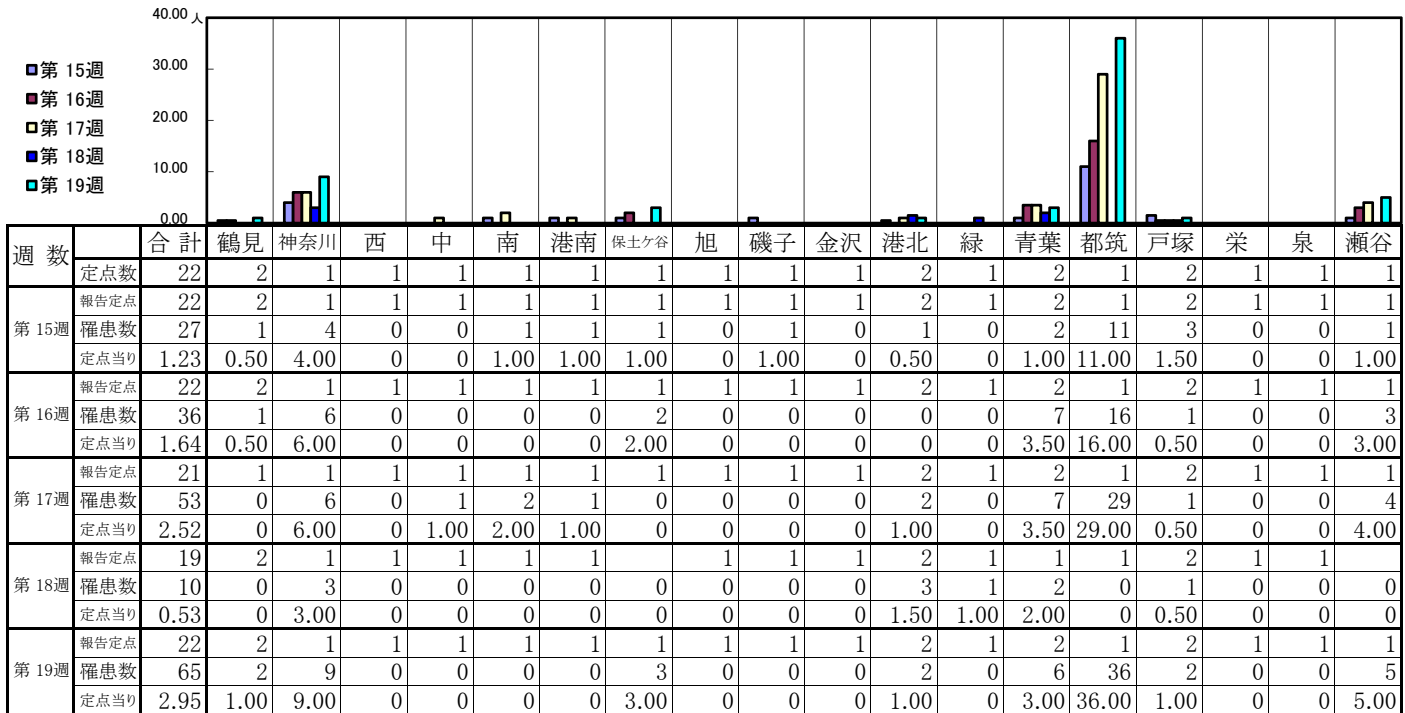 40.00 人
30.00
20.00
10.00
0.00
第 15週
第 16週
第 17週
第 18週
第 19週
週 数 合 計 鶴見 神奈川 西 中 南 港南 保土ケ谷 旭 磯子 金沢 港北 緑 青葉 都筑 戸塚 栄 泉 瀬谷
定点数 22 2 1 1 1 1 1 1 1 1 1 2 1 2 1 2 1 1 1
第 15週 報告定点 22 2 1 1 1 1 1 1 1 1 1 2 1 2 1 2 1 1 1
罹患数 27 1 4 0 0 1 1 1 0 1 0 1 0 2 11 3 0 0 1
定点当り 1.23 0.50 4.00 0 0 1.00 1.00 1.00 0 1.00 0 0.50 0 1.00 11.00 1.50 0 0 1.00
第 16週 報告定点 22 2 1 1 1 1 1 1 1 1 1 2 1 2 1 2 1 1 1
罹患数 36 1 6 0 0 0 0 2 0 0 0 0 0 7 16 1 0 0 3
定点当り 1.64 0.50 6.00 0 0 0 0 2.00 0 0 0 0 0 3.50 16.00 0.50 0 0 3.00
第 17週 報告定点 21 1 1 1 1 1 1 1 1 1 1 2 1 2 1 2 1 1 1
罹患数 53 0 6 0 1 2 1 0 0 0 0 2 0 7 29 1 0 0 4
定点当り 2.52 0 6.00 0 1.00 2.00 1.00 0 0 0 0 1.00 0 3.50 29.00 0.50 0 0 4.00
第 18週 報告定点 19 2 1 1 1 1 1 1 1 1 2 1 1 1 2 1 1
罹患数 10 0 3 0 0 0 0 0 0 0 0 3 1 2 0 1 0 0 0
定点当り 0.53 0 3.00 0 0 0 0 0 0 0 0 1.50 1.00 2.00 0 0.50 0 0 0
第 19週 報告定点 22 2 1 1 1 1 1 1 1 1 1 2 1 2 1 2 1 1 1
罹患数 65 2 9 0 0 0 0 3 0 0 0 2 0 6 36 2 0 0 5
定点当り 2.95 1.00 9.00 0 0 0 0 3.00 0 0 0 1.00 0 3.00 36.00 1.00 0 0 5.00